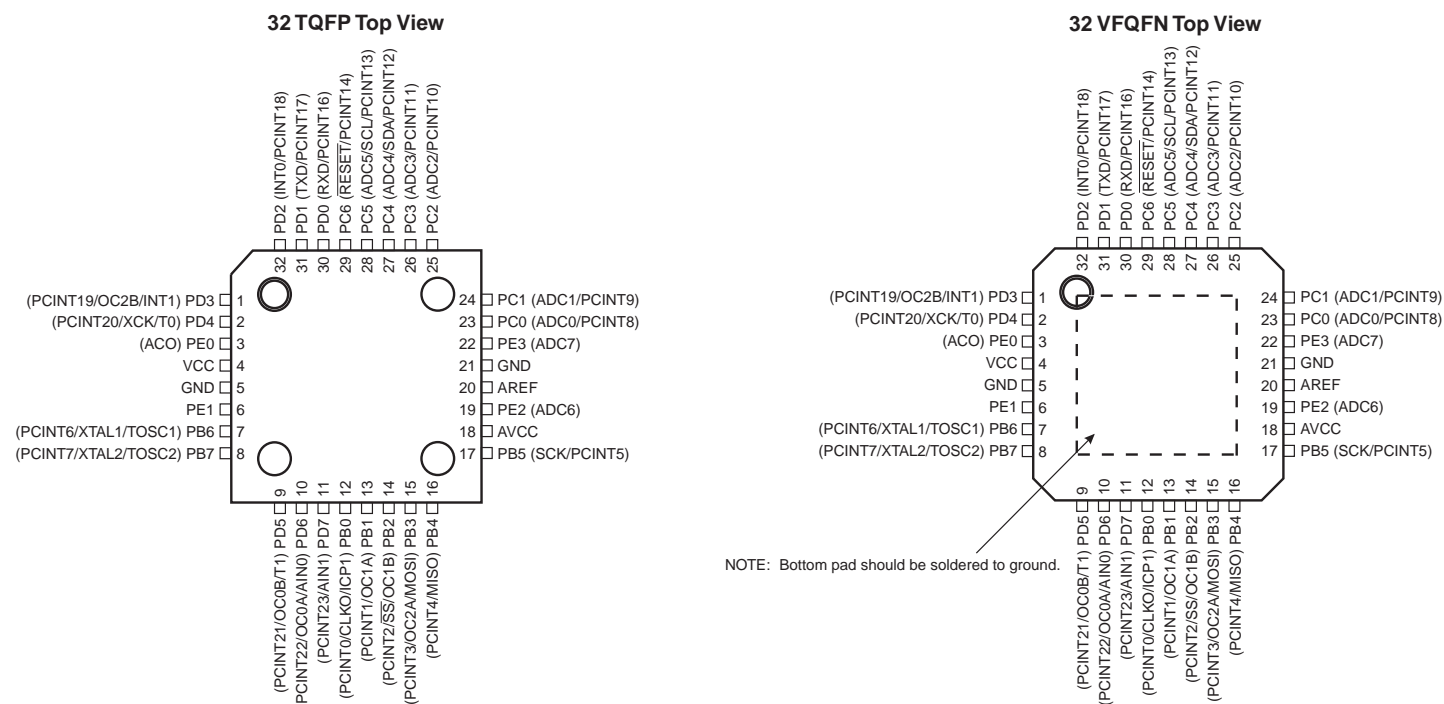 32 TQFP Top View
PD2 (INT0/PCINT18)
PD1 (TXD/PCINT17)
PD0 (RXD/PCINT16)
PC6 (RESET/PCINT14)
PC5 (ADC5/SCL/PCINT13)
PC4 (ADC4/SDA/PCINT12)
PC3 (ADC3/PCINT11)
PC2 (ADC2/PCINT10)
32
31
30
29
28
27
26
25
(PCINT19/OC2B/INT1) PD3 1
(PCINT20/XCK/T0) PD4 2
(ACO) PE0 3
VCC 4
GND 5
PE1 6
(PCINT6/XTAL1/TOSC1) PB6 7
(PCINT7/XTAL2/TOSC2) PB7 8
24 PC1 (ADC1/PCINT9)
23 PC0 (ADC0/PCINT8)
22 PE3 (ADC7)
21 GND
20 AREF
19 PE2 (ADC6)
18 AVCC
17 PB5 (SCK/PCINT5)
9
10
11
12
13
14
15
16
(PCINT21/OC0B/T1) PD5
PCINT22/OC0A/AIN0) PD6
(PCINT23/AIN1) PD7
(PCINT0/CLKO/ICP1) PB0
(PCINT1/OC1A) PB1
(PCINT2/SS/OC1B) PB2
(PCINT3/OC2A/MOSI) PB3
(PCINT4/MISO) PB4
32 VFQFN Top View
PD2 (INT0/PCINT18)
PD1 (TXD/PCINT17)
PD0 (RXD/PCINT16)
PC6 (RESET/PCINT14)
PC5 (ADC5/SCL/PCINT13)
PC4 (ADC4/SDA/PCINT12)
PC3 (ADC3/PCINT11)
PC2 (ADC2/PCINT10)
32
31
30
29
28
27
26
25
(PCINT19/OC2B/INT1) PD3 1
(PCINT20/XCK/T0) PD4 2
(ACO) PE0 3
VCC 4
GND 5
PE1 6
(PCINT6/XTAL1/TOSC1) PB6 7
(PCINT7/XTAL2/TOSC2) PB7 8
24 PC1 (ADC1/PCINT9)
23 PC0 (ADC0/PCINT8)
22 PE3 (ADC7)
21 GND
20 AREF
19 PE2 (ADC6)
18 AVCC
17 PB5 (SCK/PCINT5)
9
10
11
12
13
14
15
16
(PCINT21/OC0B/T1) PD5
PCINT22/OC0A/AIN0) PD6
(PCINT23/AIN1) PD7
(PCINT0/CLKO/ICP1) PB0
(PCINT1/OC1A) PB1
(PCINT2/SS/OC1B) PB2
(PCINT3/OC2A/MOSI) PB3
(PCINT4/MISO) PB4
NOTE: Bottom pad should be soldered to ground.